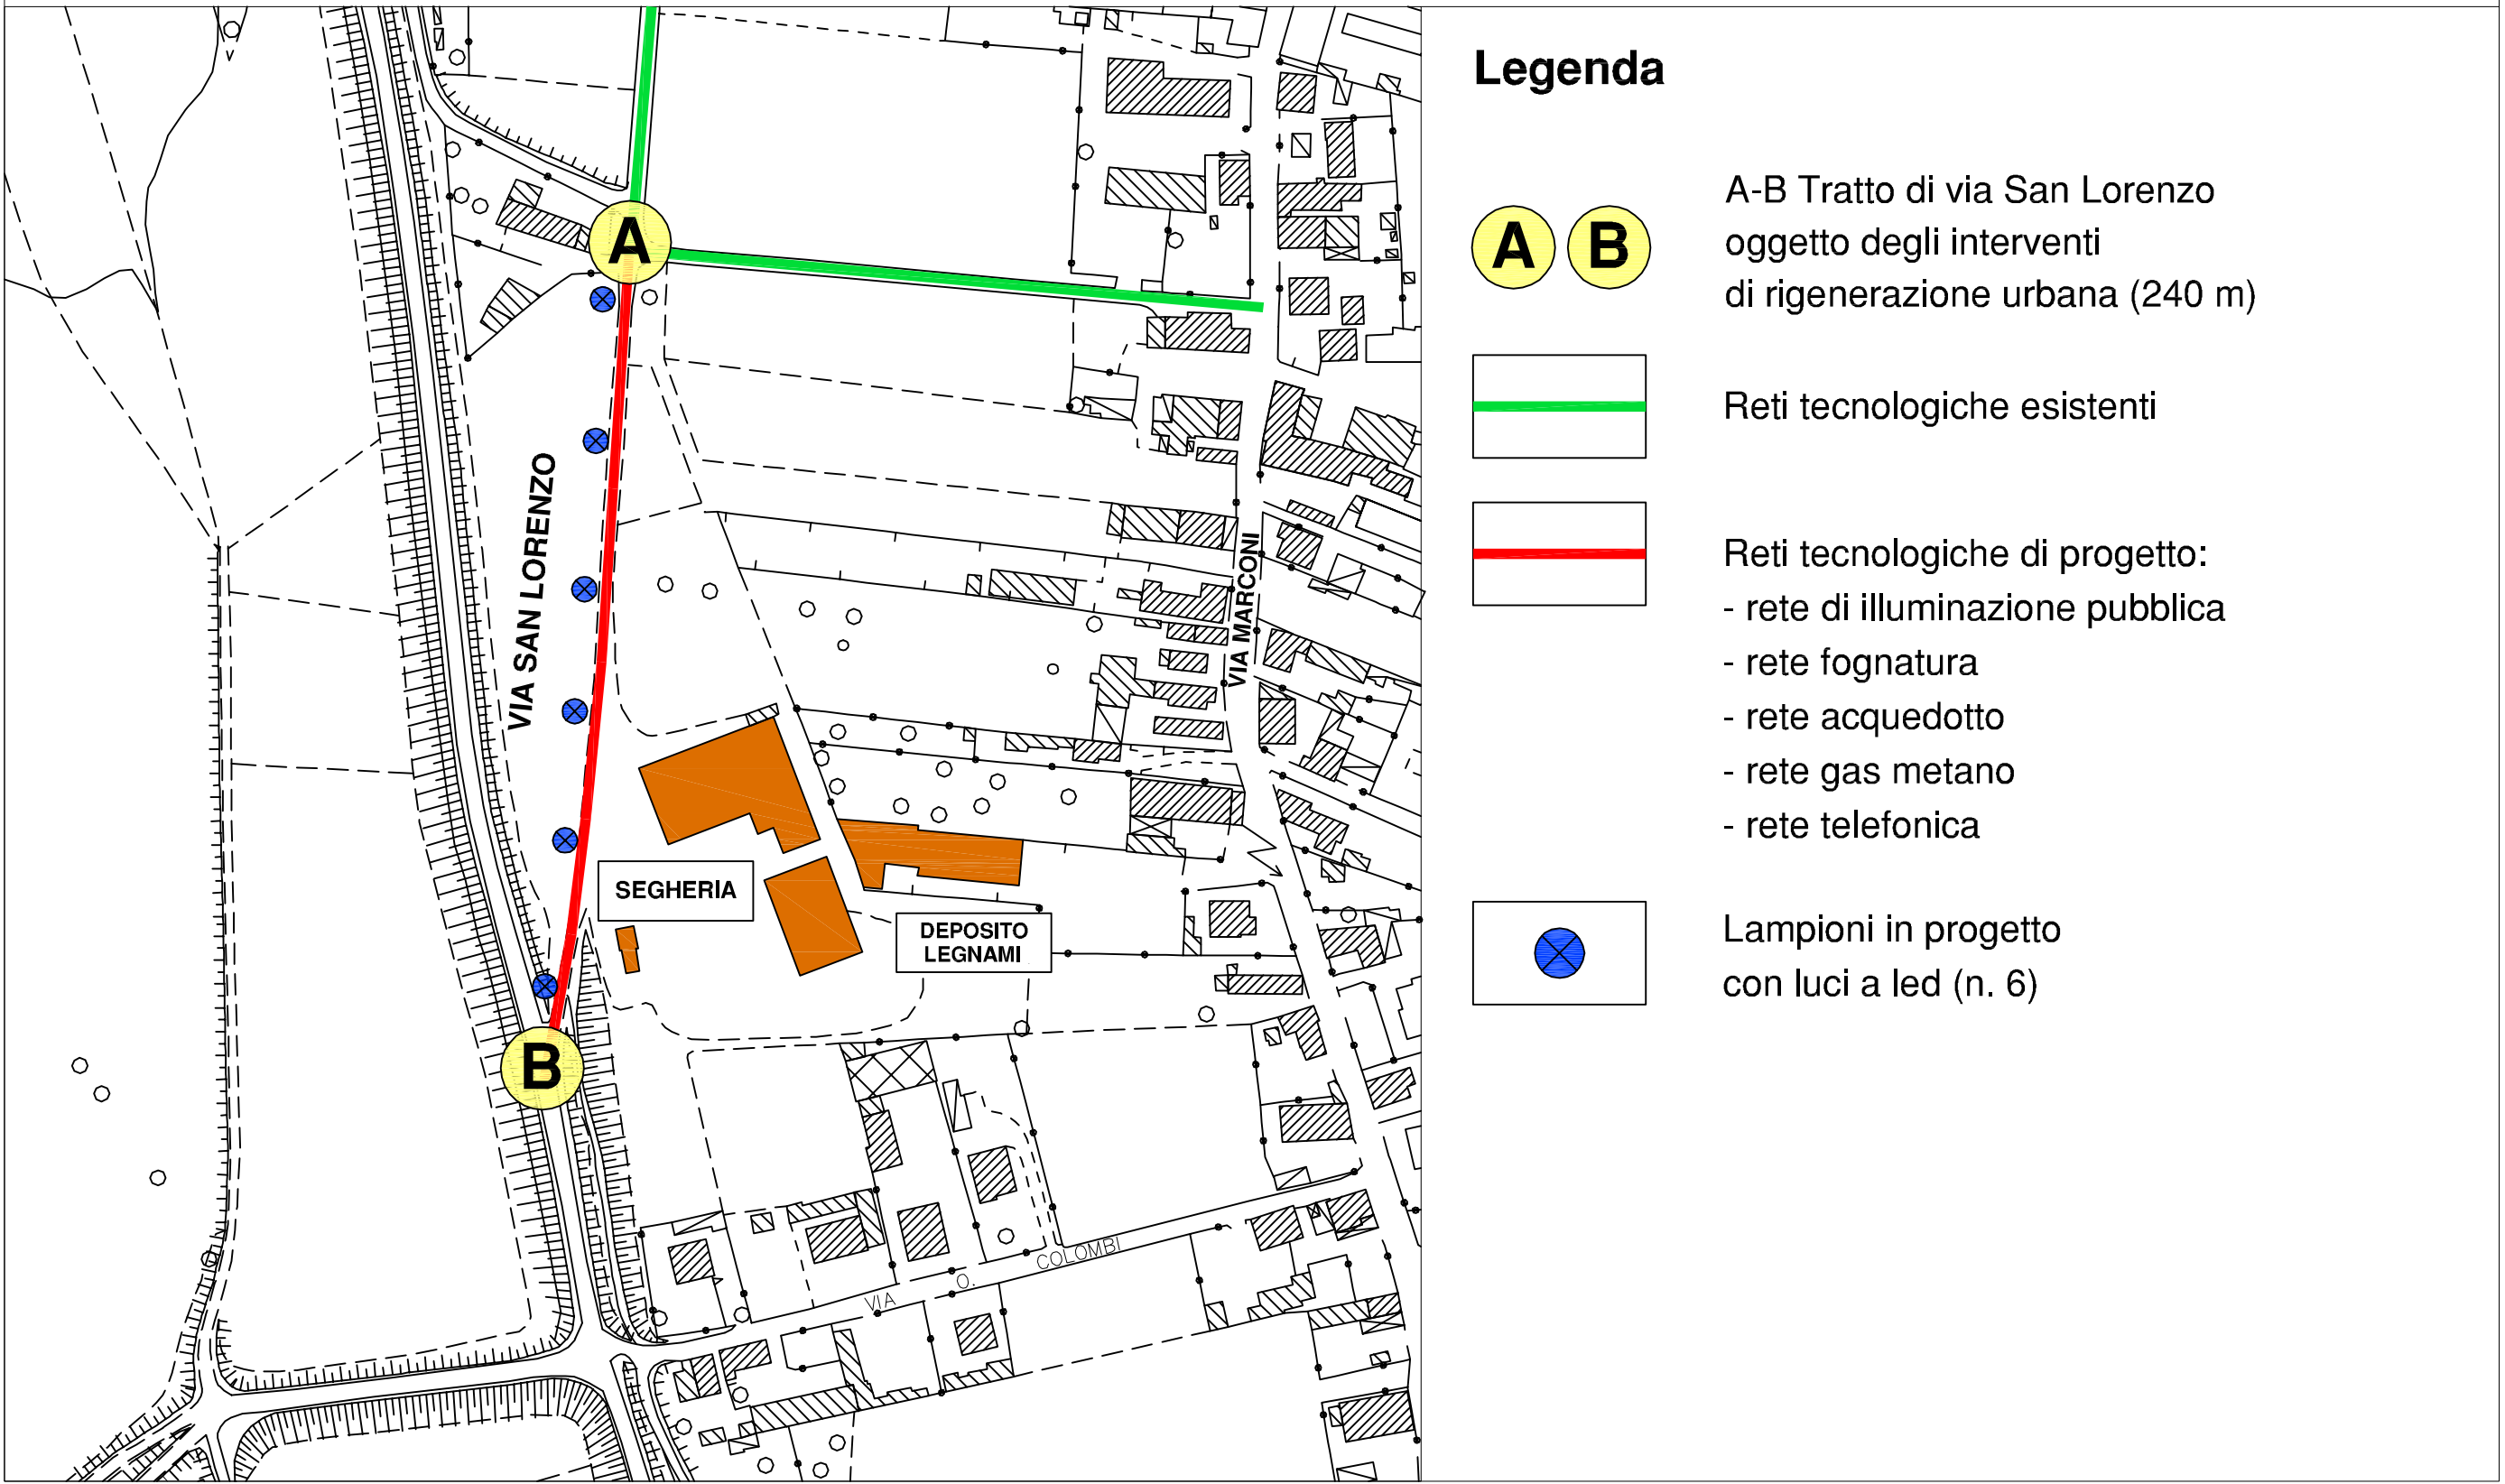 Legenda
A B
A-B Tratto di via San Lorenzo
oggetto degli interventi
di rigenerazione urbana (240 m)
Reti tecnologiche esistenti
Reti tecnologiche di progetto:
- rete di illuminazione pubblica
- rete fognatura
- rete acquedotto
- rete gas metano
- rete telefonica
Lampioni in progetto
con luci a led (n. 6)
A
VIA SAN LORENZO
VIA MARCONI
SEGHERIA
DEPOSITO
LEGNAMI
B
VIA O. COLOMBI